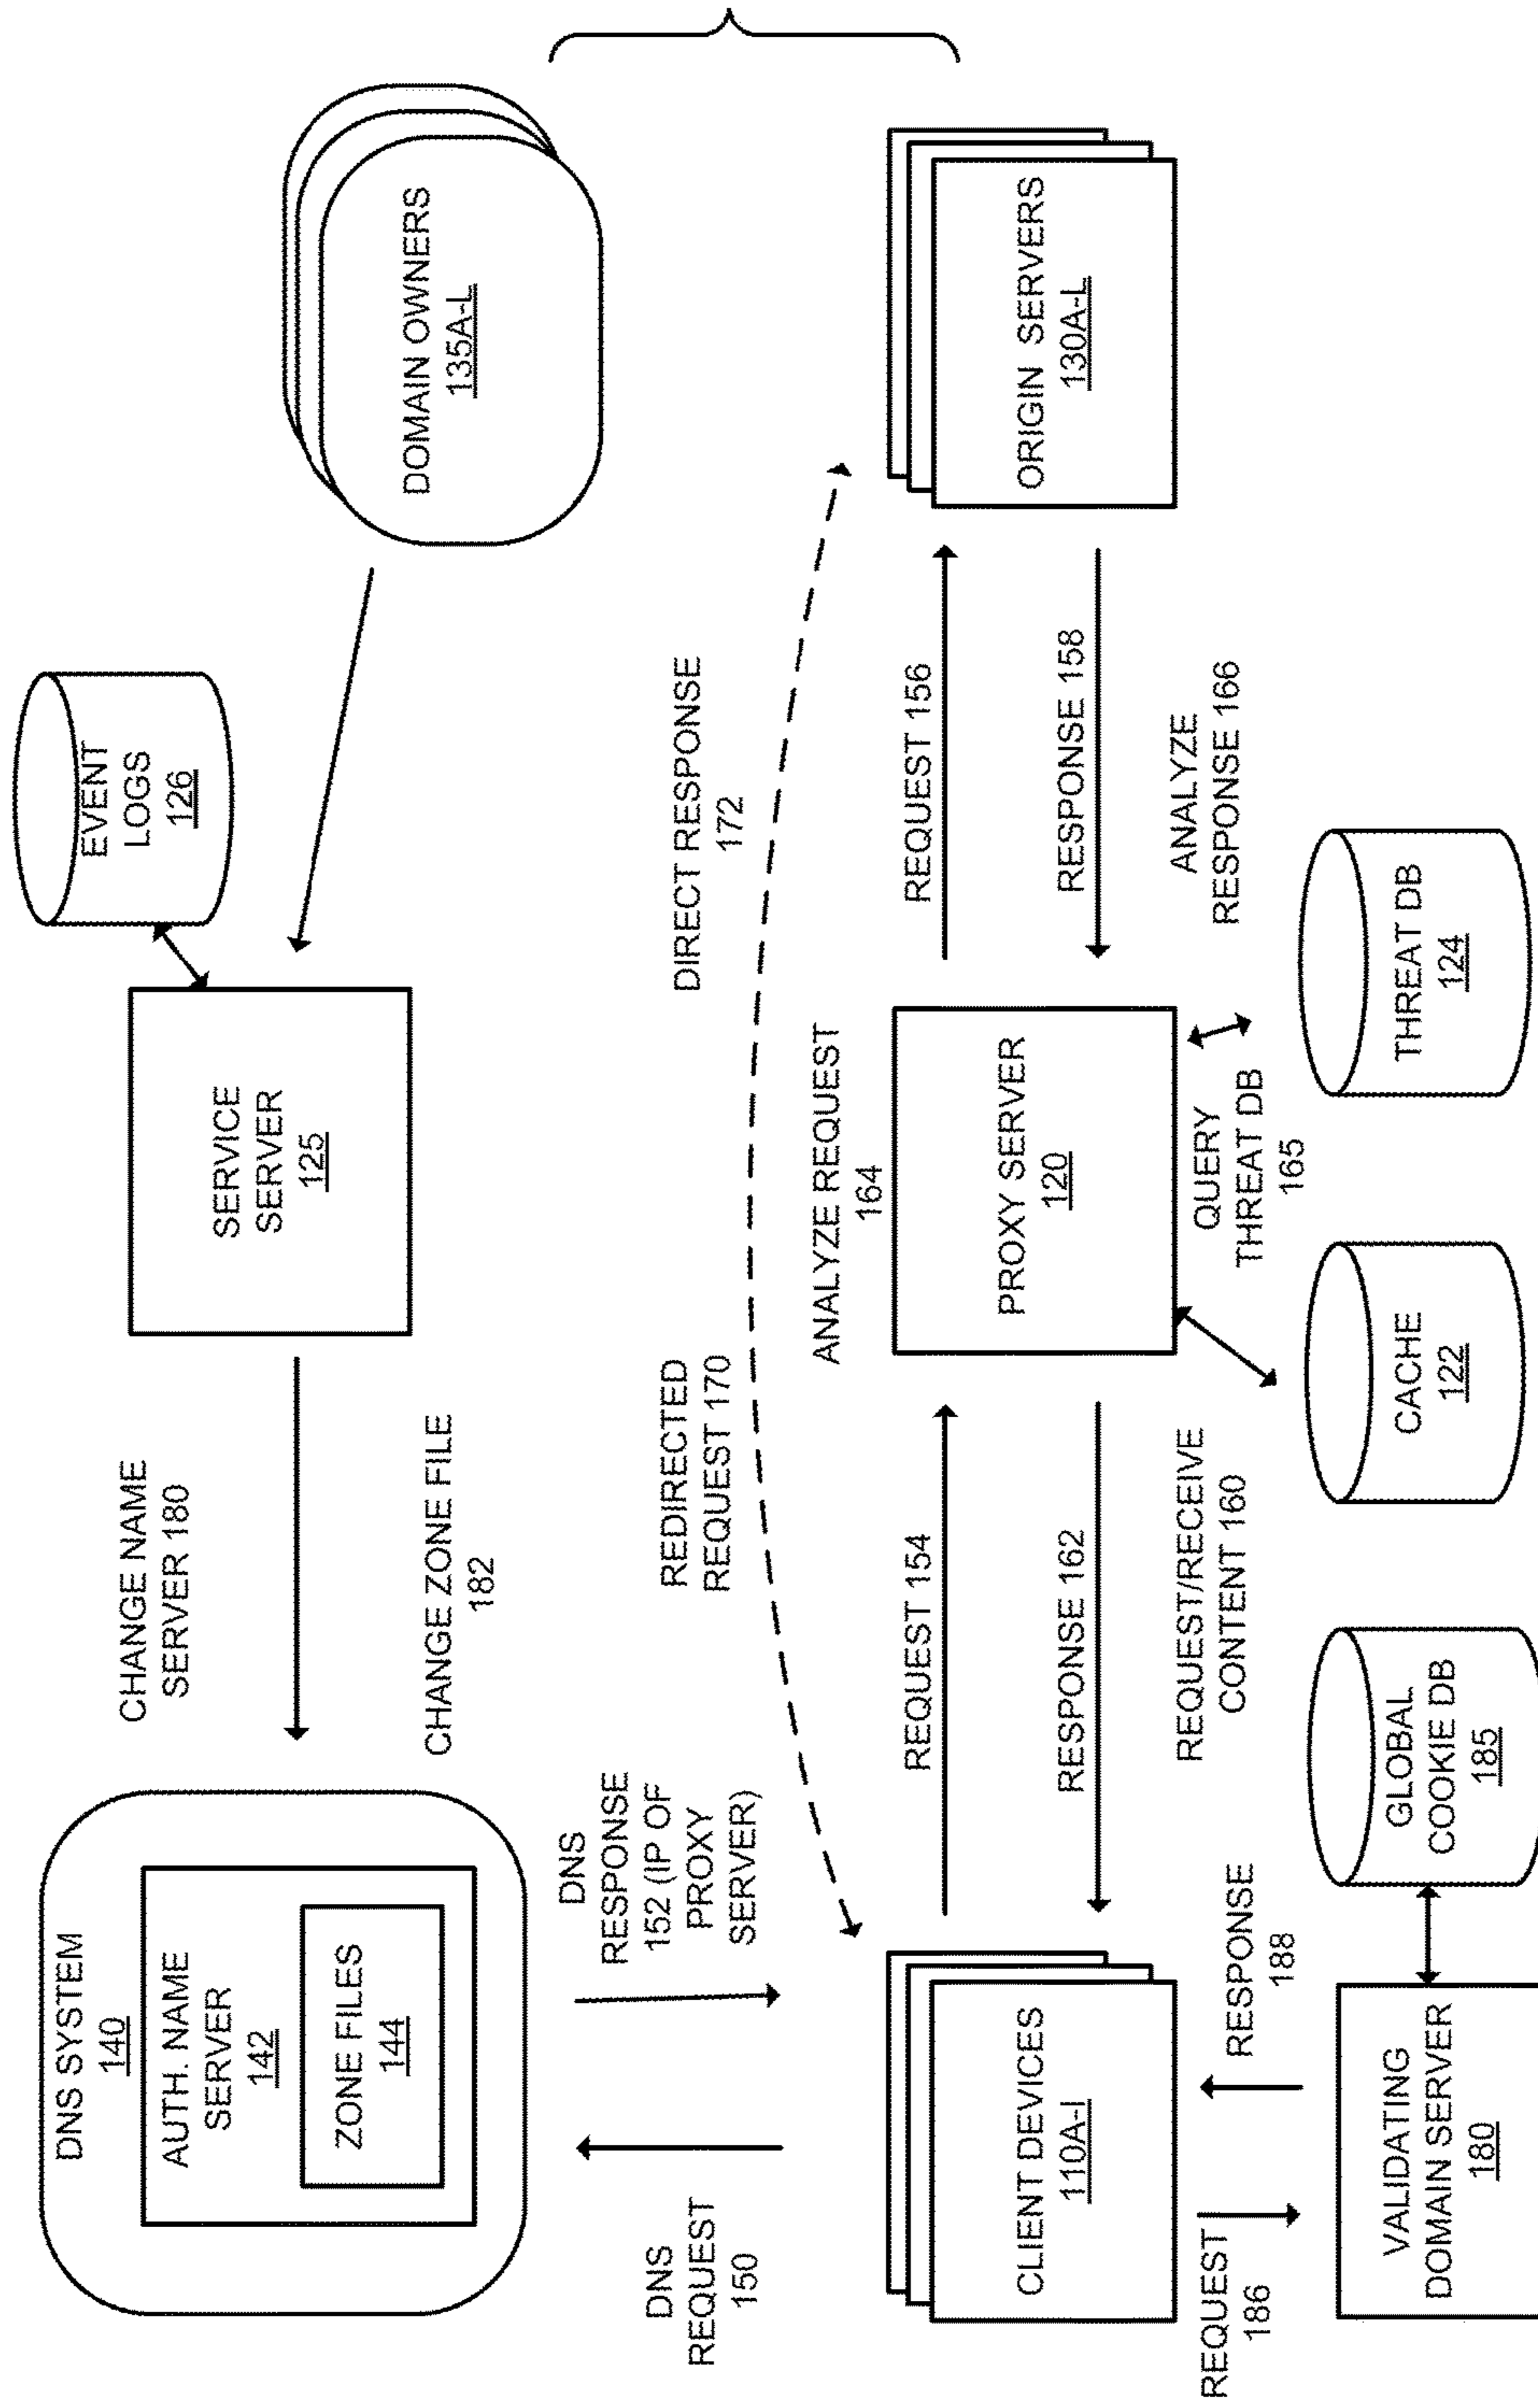 DNS SYSTEM
140
AUTH. NAME
SERVER
142
ZONE FILES
144
CHANGE NAME
SERVER 180
CHANGE ZONE FILE
182
SERVICE
SERVER
125
EVENT
LOGS
126
DOMAIN OWNERS
135A-L
DNS
REQUEST
150
DNS
RESPONSE
152 (IP OF
PROXY
SERVER)
REDIRECTED
REQUEST 170
DIRECT RESPONSE
172
CLIENT DEVICES
110A-I
REQUEST 154
RESPONSE 162
ANALYZE REQUEST
164
PROXY SERVER
120
REQUEST 156
RESPONSE 158
ORIGIN SERVERS
130A-L
REQUEST
186
RESPONSE
188
REQUEST/RECEIVE
CONTENT 160
QUERY
THREAT DB
165
ANALYZE
RESPONSE 166
VALIDATING
DOMAIN SERVER
180
GLOBAL
COOKIE DB
185
CACHE
122
THREAT DB
124